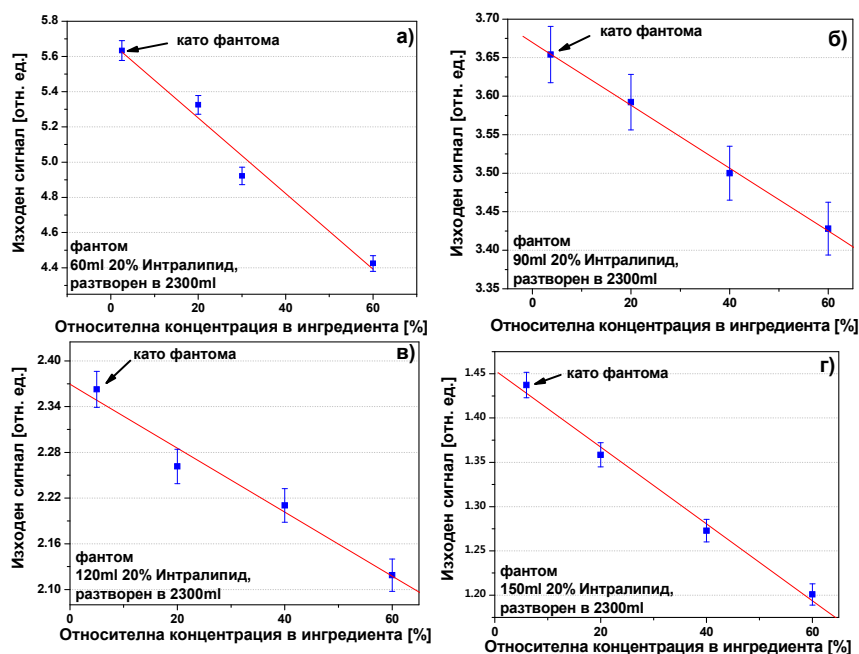 а)
като фантома
Изходен сигнал [отн. ед.]
5.8
5.6
5.4
5.2
5.0
4.8
4.6
4.4
фантом
60ml 20% Интралипид,
разтворен в 2300ml
0 20 40 60
Относителна концентрация в ингредиента [%]
б)
като фантома
Изходен сигнал [отн. ед.]
3.70
3.65
3.60
3.55
3.50
3.45
3.40
3.35
фантом
90ml 20% Интралипид,
разтворен в 2300ml
0 20 40 60
Относителна концентрация в ингредиента [%]
в)
като фантома
Изходен сигнал [отн. ед.]
2.40
2.34
2.28
2.22
2.16
2.10
фантом
120ml 20% Интралипид,
разтворен в 2300ml
0 20 40 60
Относителна концентрация в ингредиента [%]
г)
като фантома
Изходен сигнал [отн. ед.]
1.45
1.40
1.35
1.30
1.25
1.20
фантом
150ml 20% Интралипид,
разтворен в 2300ml
0 20 40 60
Относителна концентрация в ингредиента [%]